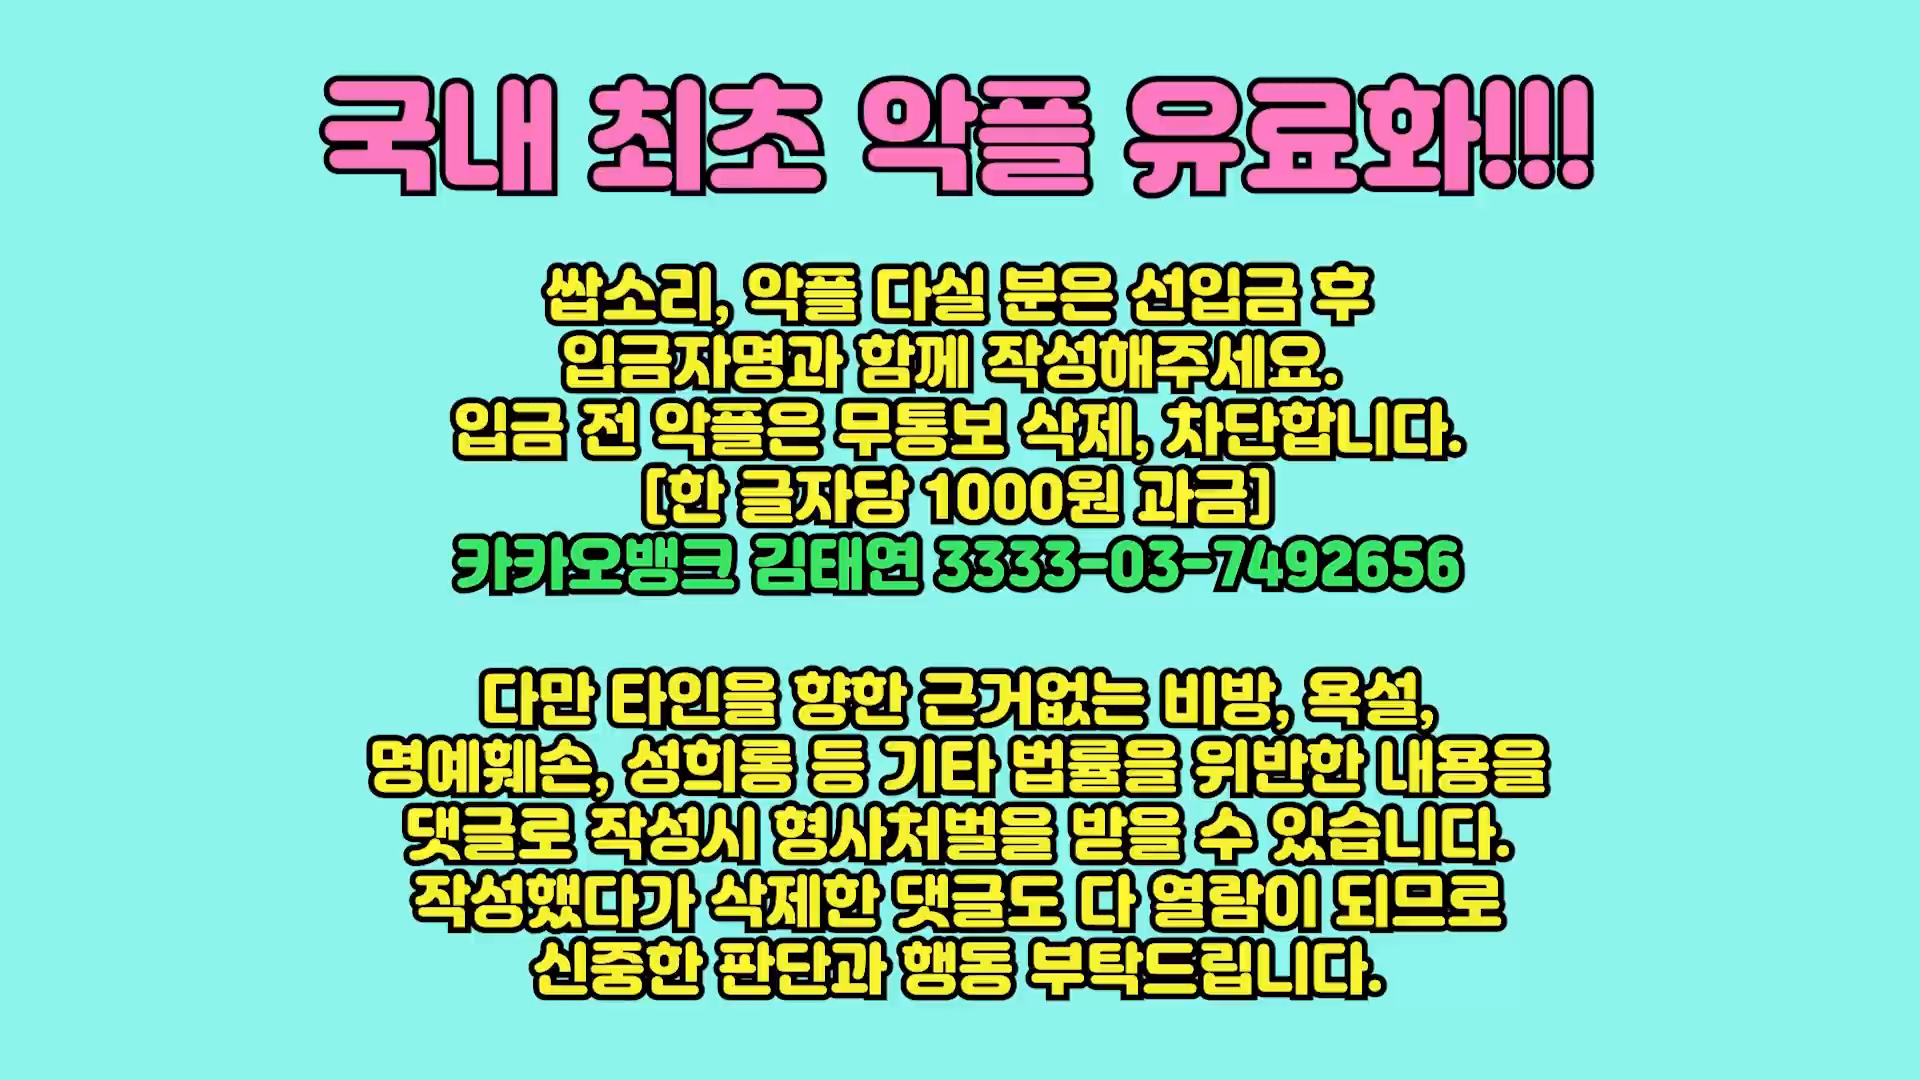 국내 최초 악플 유료화!!!
쌉소리, 악플 다실 분은 선입금 후
입금자명과 함께 작성해주세요.
입금 전 악플은 무통보 삭제, 차단합니다.
[한 글자당 1000원 과금]
카카오뱅크 김태연 3333-03-7492656
다만 타인을 향한 근거없는 비방, 욕설,
명예훼손, 성희롱 등 기타 법률을 위반한 내용을
댓글로 작성시 형사처벌을 받을 수 있습니다.
작성했다가 삭제한 댓글도 다 열람이 되므로
신중한 판단과 행동 부탁드립니다.